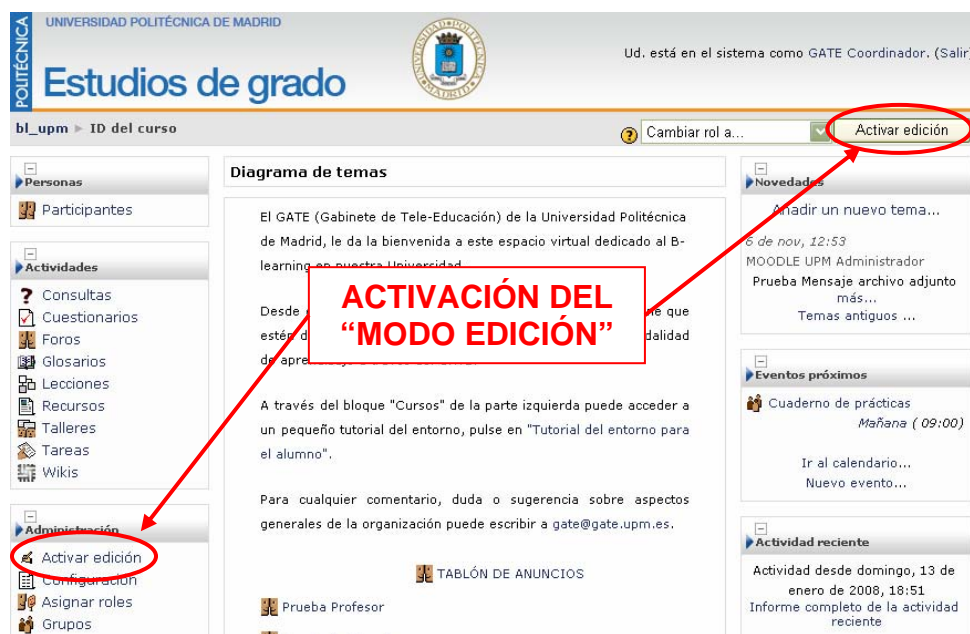 POLITÉCNICA
UNIVERSIDAD POLITÉCNICA DE MADRID
Estudios de grado
Ud. está en el sistema como GATE Coordinador. (Salir)
bl_upm ► ID del curso
Cambiar rol a...
Activar edición
Personas
Participantes
Actividades
Consultas
Cuestionarios
Foros
Glosarios
Lecciones
Recursos
Talleres
Tareas
Wikis
Administración
Activar edición
Configuración
Asignar roles
Grupos
Diagrama de temas
El GATE (Gabinete de Tele-Educación) de la Universidad Politécnica
de Madrid, le da la bienvenida a este espacio virtual dedicado al B-
learning en nuestra Universidad.
Desde
que
estén
de
A través del bloque "Cursos" de la parte izquierda puede acceder a
un pequeño tutorial del entorno, pulse en "Tutorial del entorno para
el alumno".
Para cualquier comentario, duda o sugerencia sobre aspectos
generales de la organización puede escribir a gate@gate.upm.es.
TABLÓN DE ANUNCIOS
Prueba Profesor
ACTIVACIÓN DEL
“MODO EDICIÓN”
Novedades
Añadir un nuevo tema...
6 de nov, 12:53
MOODLE UPM Administrador
Prueba Mensaje archivo adjunto
más...
Temas antiguos ...
Eventos próximos
Cuaderno de prácticas
Mañana ( 09:00)
Ir al calendario...
Nuevo evento...
Actividad reciente
Actividad desde domingo, 13 de
enero de 2008, 18:51
Informe completo de la actividad
reciente